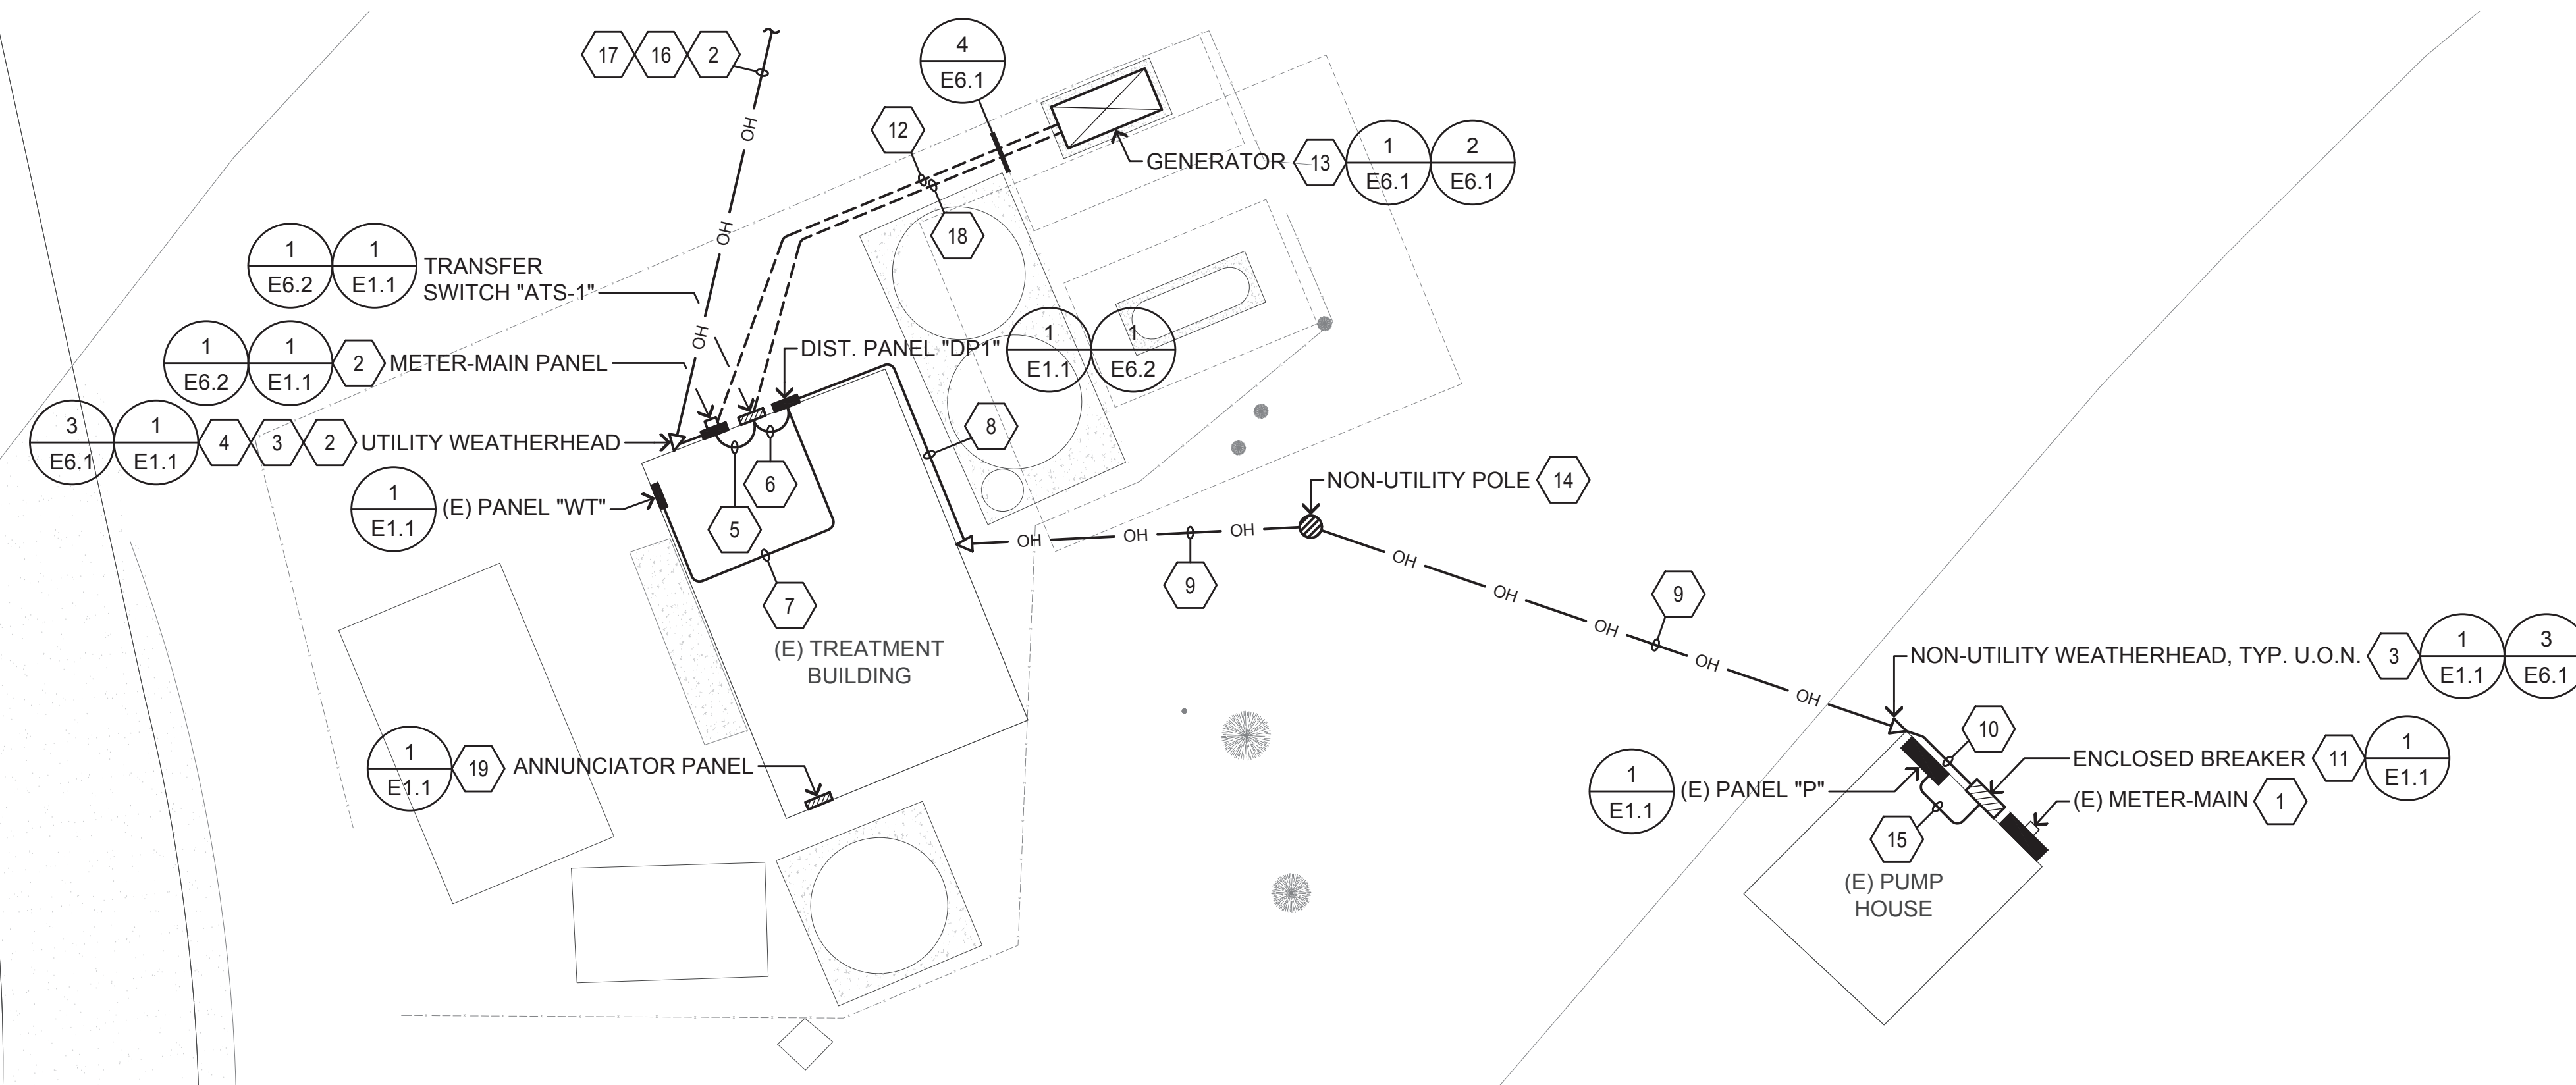 17
16
2
4
E6.1
OH
12
GENERATOR
13
1
E6.1
2
E6.1
OH
18
1
E6.2
1
E1.1
TRANSFER
SWITCH "ATS-1"
OH
1
E6.2
1
E1.1
2
METER-MAIN PANEL
DIST. PANEL "DP1"
1
E1.1
1
E6.2
3
E6.1
1
E1.1
4
3
2
UTILITY WEATHERHEAD
8
1
E1.1
(E) PANEL "WT"
5
6
NON-UTILITY POLE
14
OH
OH
OH
9
OH
OH
OH
OH
OH
9
7
(E) TREATMENT
BUILDING
NON-UTILITY WEATHERHEAD, TYP. U.O.N.
3
1
E1.1
3
E6.1
10
1
E1.1
19
ANNUNCIATOR PANEL
ENCLOSED BREAKER
11
1
E1.1
1
E1.1
(E) PANEL "P"
(E) METER-MAIN
1
15
(E) PUMP
HOUSE